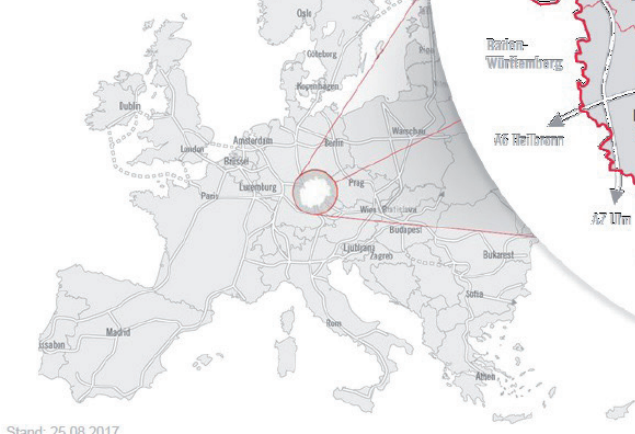 Oslo
Göteborg
Kopenhagen
Dublin
London
Amsterdam
Berlin
Warschau
Brüssel
Luxemburg
Paris
Prag
Wien
Bratislava
Budapest
Ljubljana
Zagreb
Bukarest
Sofia
Rom
Madrid
issabon
Athen
Baden-
Württemberg
A6 Heilbronn
A7 Ulm
Stand: 25.08.2017